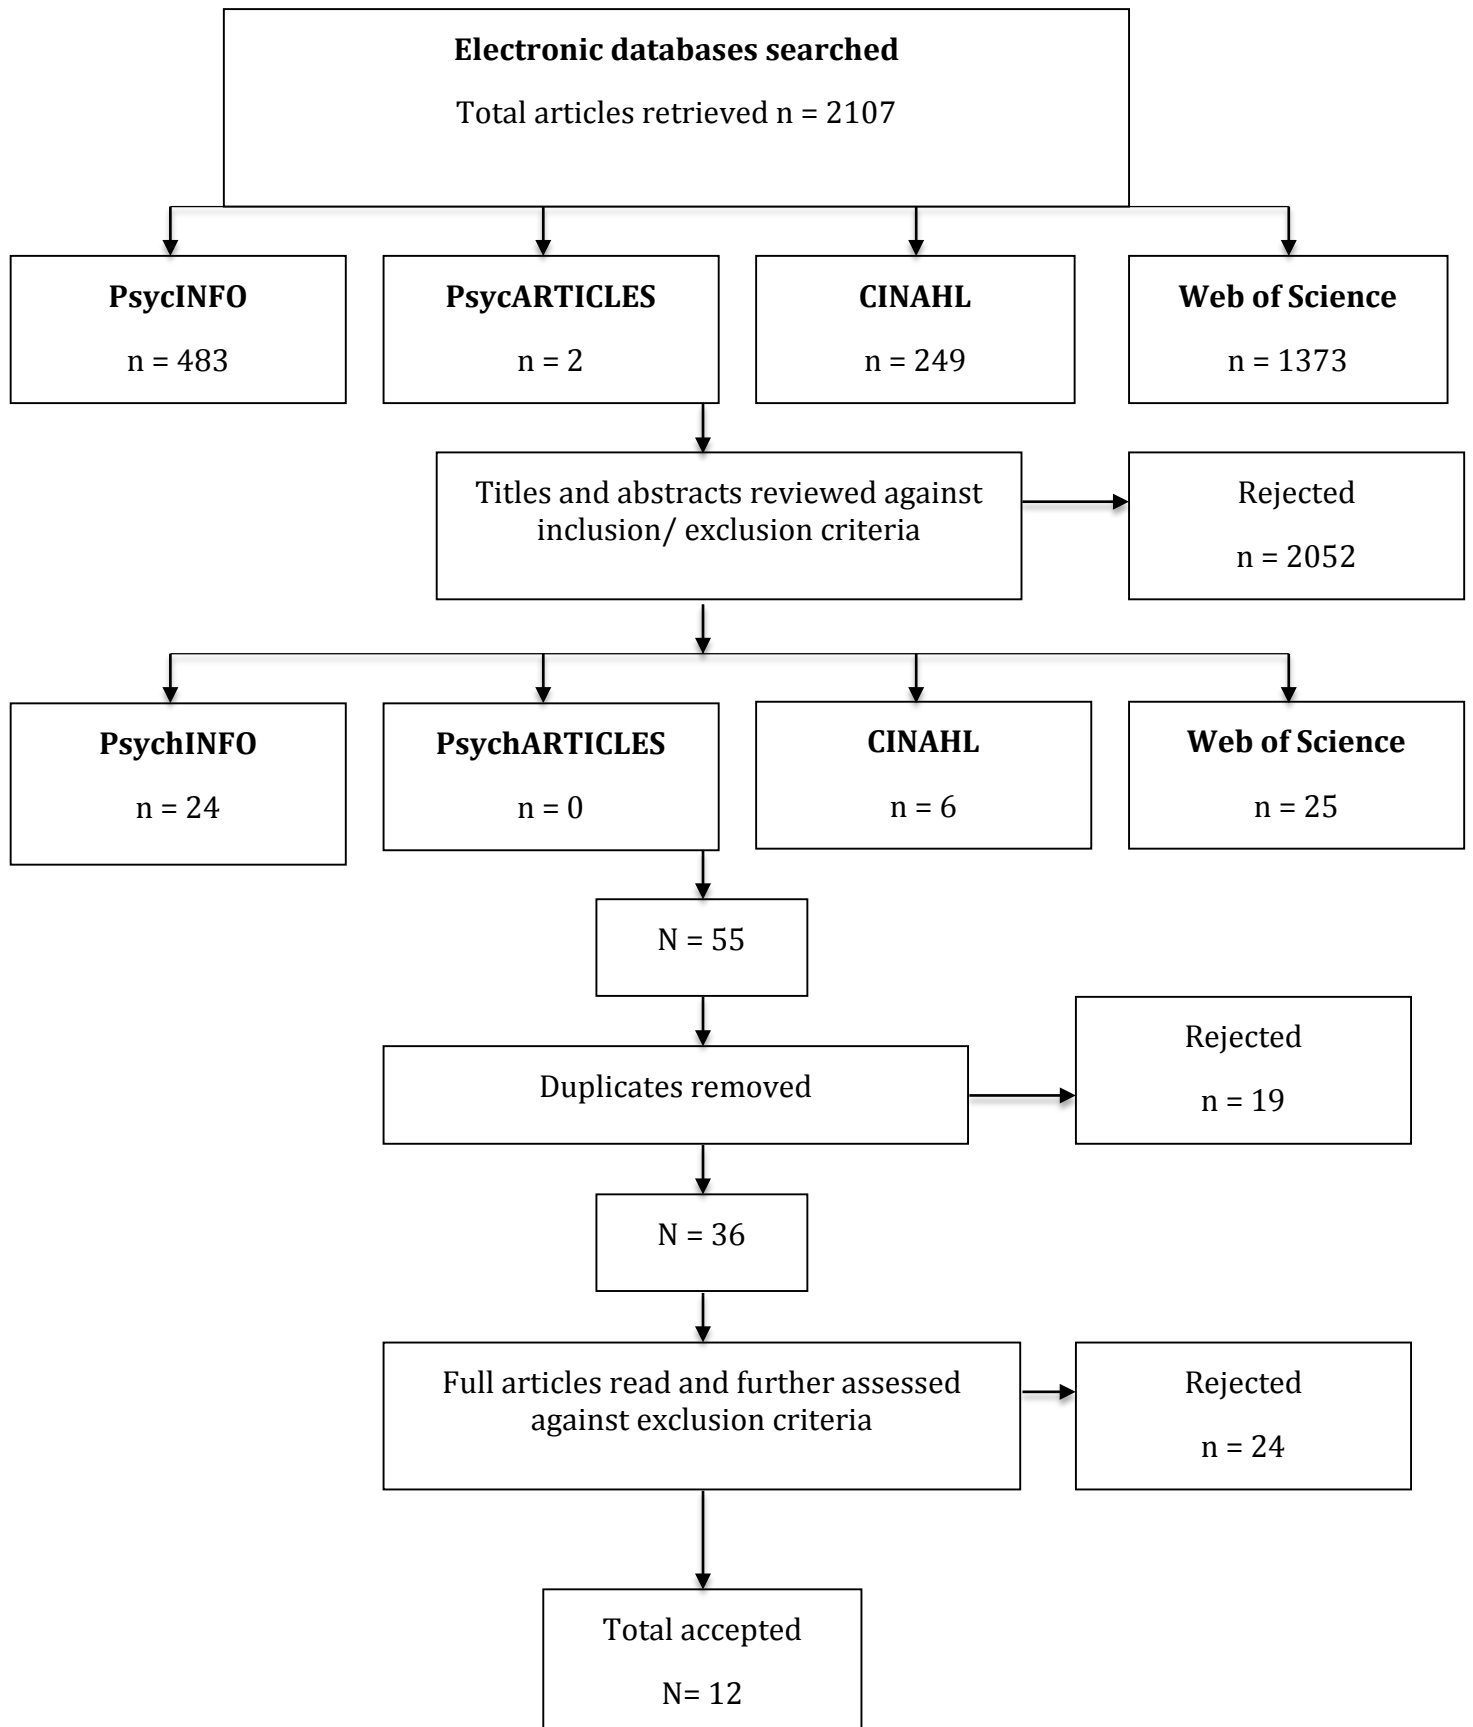 Electronic databases searched
Total articles retrieved n = 2107
PsycINFO
n = 483
PsycARTICLES
n = 2
CINAHL
n = 249
Web of Science
n = 1373
Titles and abstracts reviewed against
inclusion/ exclusion criteria
Rejected
n = 2052
PsychINFO
n = 24
PsychARTICLES
n = 0
CINAHL
n = 6
Web of Science
n = 25
N = 55
Duplicates removed
Rejected
n = 19
N = 36
Full articles read and further assessed
against exclusion criteria
Rejected
n = 24
Total accepted
N= 12